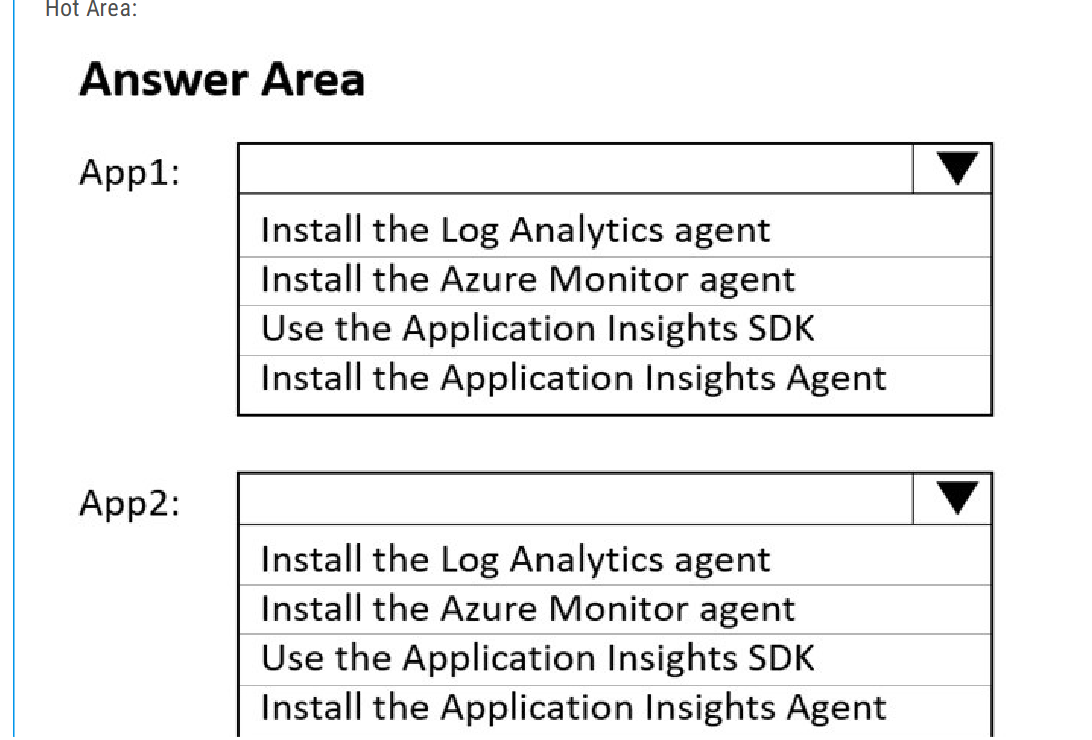 Hot Area:
Answer Area
App1:
Install the Log Analytics agent
Install the Azure Monitor agent
Use the Application Insights SDK
Install the Application Insights Agent
App2:
Install the Log Analytics agent
Install the Azure Monitor agent
Use the Application Insights SDK
Install the Application Insights Agent